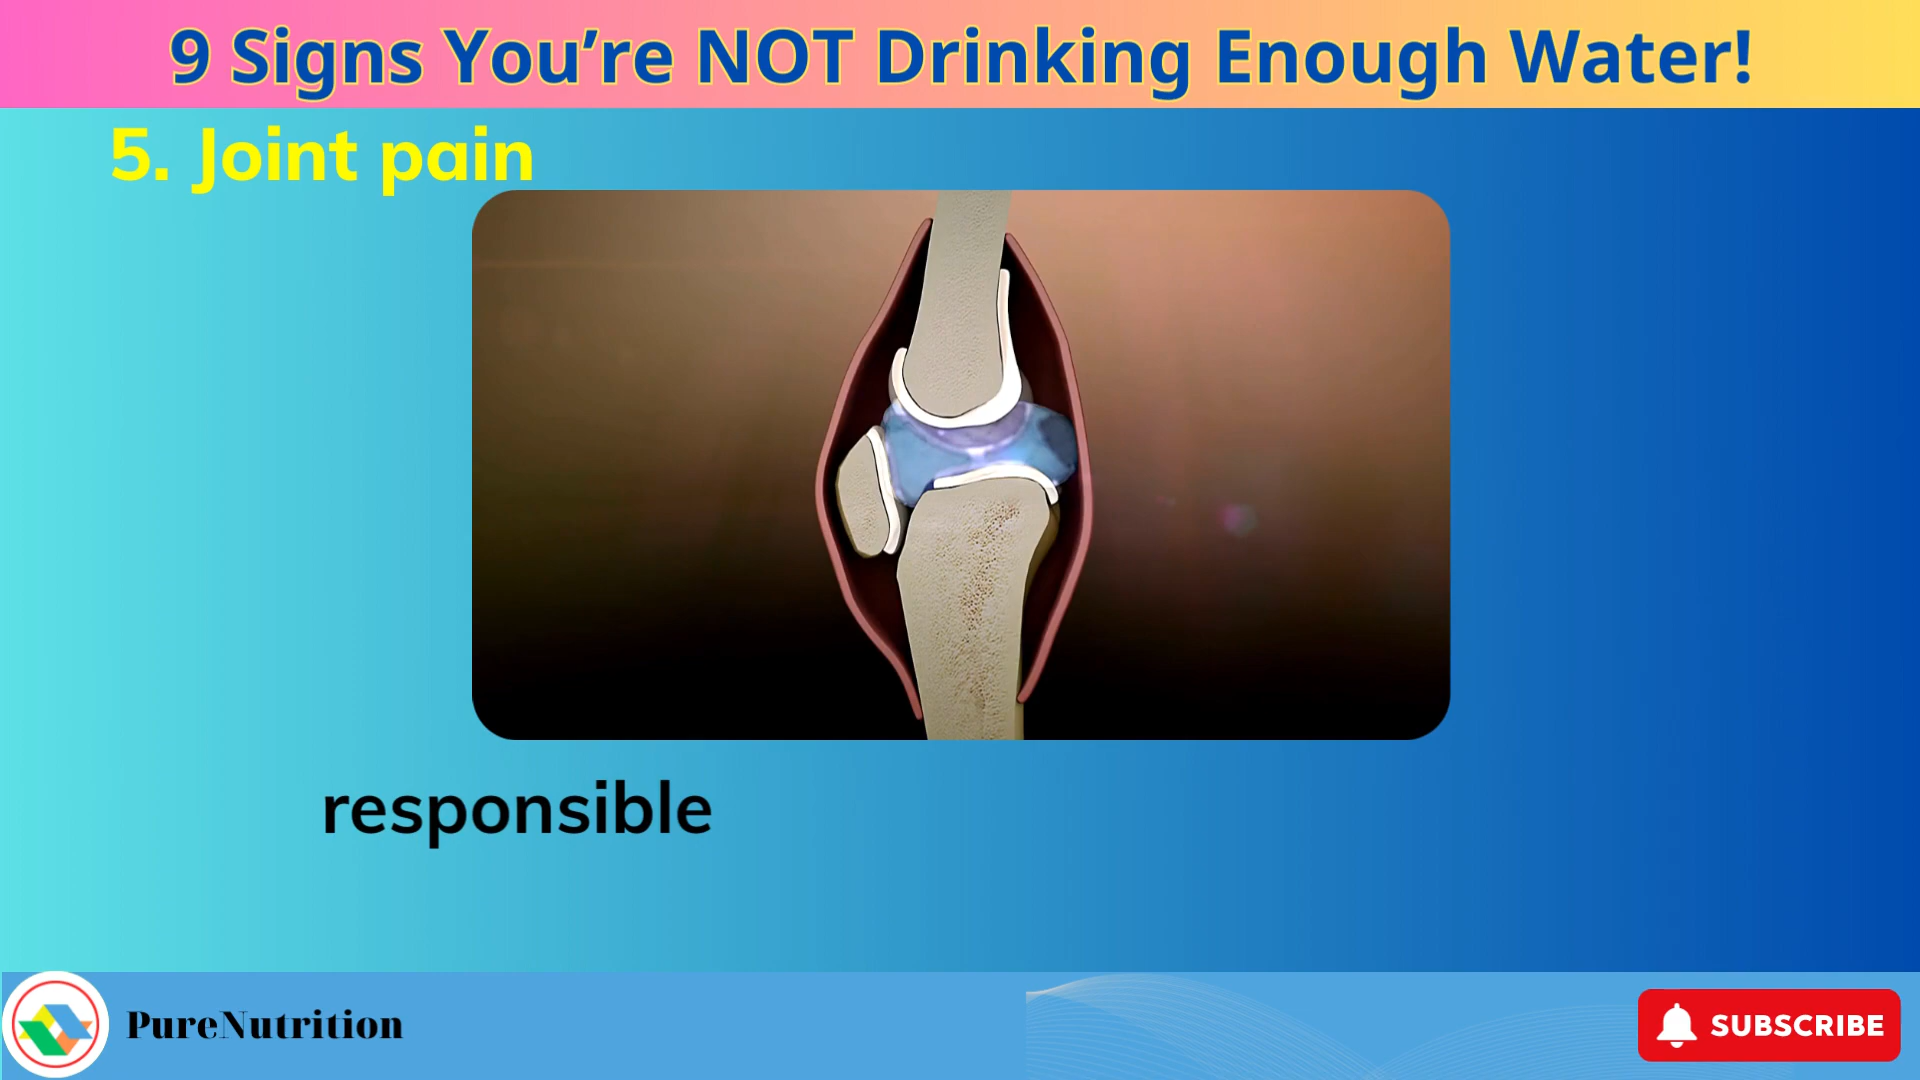 9 Signs You’re NOT Drinking Enough Water!
5. Joint pain
responsible
PureNutrition
SUBSCRIBE